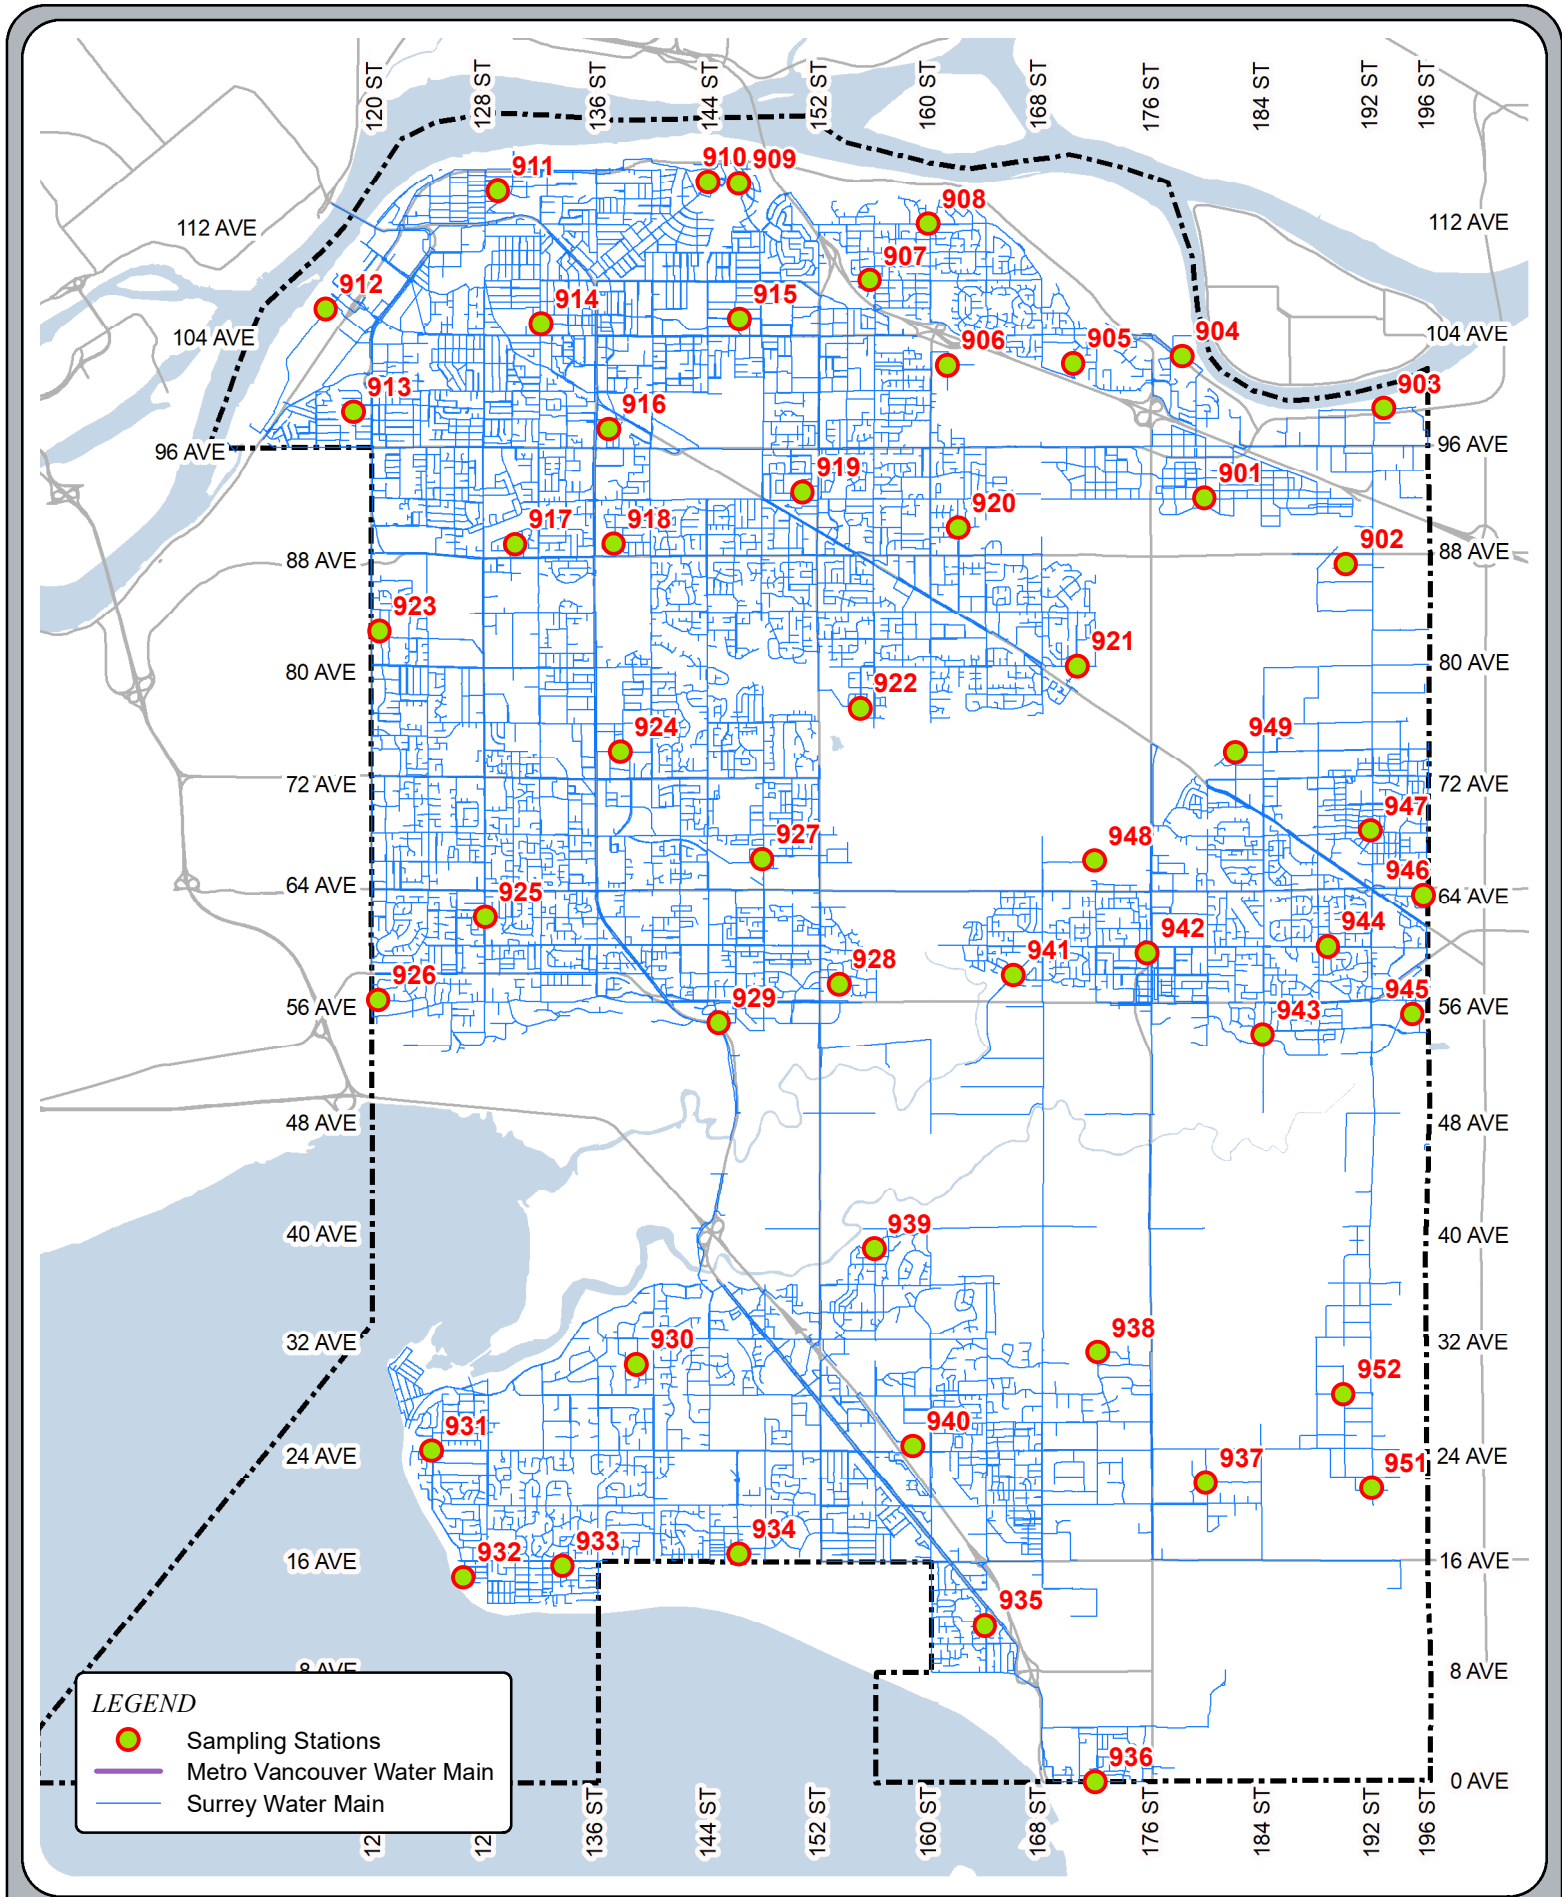 120 ST
128 ST
136 ST
144 ST
152 ST
160 ST
168 ST
176 ST
184 ST
192 ST
196 ST
911
910
909
908
112 AVE
112 AVE
907
912
914
915
104 AVE
906
905
904
104 AVE
913
916
903
96 AVE
96 AVE
919
901
917
918
920
902
88 AVE
88 AVE
923
921
80 AVE
80 AVE
922
924
949
72 AVE
72 AVE
947
927
948
946
64 AVE
64 AVE
925
944
942
941
928
926
945
56 AVE
929
943
56 AVE
48 AVE
48 AVE
939
40 AVE
40 AVE
938
32 AVE
32 AVE
930
952
931
940
24 AVE
937
951
24 AVE
934
933
932
16 AVE
16 AVE
935
8 AVE
8 AVE
LEGEND
Sampling Stations
Metro Vancouver Water Main
Surrey Water Main
936
0 AVE
12
12
136 ST
144 ST
152 ST
160 ST
168 ST
176 ST
184 ST
192 ST
196 ST